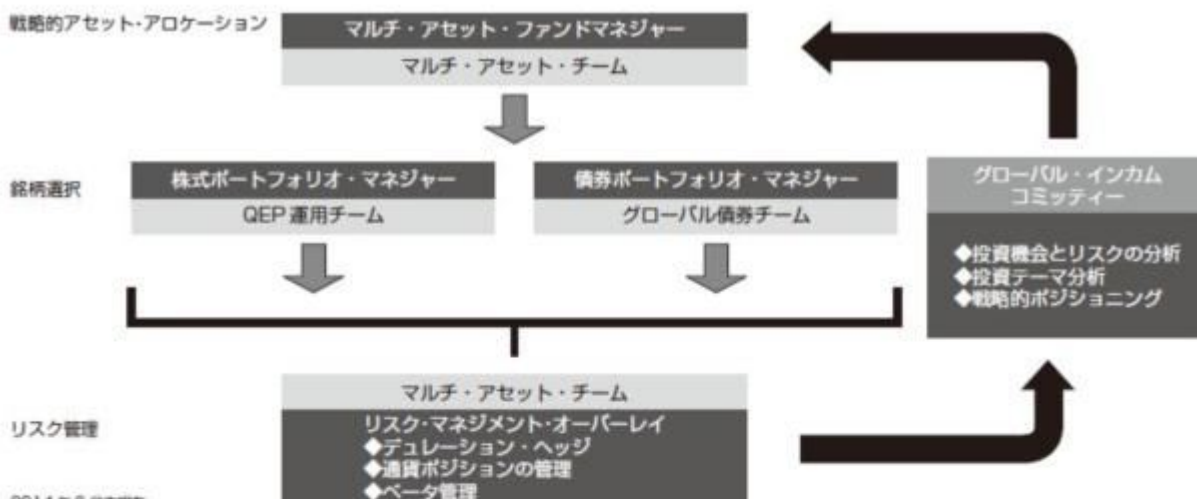 戦略的アセット・アロケーション
マルチ・アセット・ファンドマネジャー
マルチ・アセット・チーム
銘柄選択
株式ポートフォリオ・マネジャー
QEP 運用チーム
債券ポートフォリオ・マネジャー
グローバル債券チーム
グローバル・インカム
コミッティー
◆投資機会とリスクの分析
◆投資テーマ分析
◆戦略的ポジショニング
リスク管理
マルチ・アセット・チーム
リスク・マネジメント・オーバーレイ
◆デュレーション・ヘッジ
◆通貨ポジションの管理
◆ベータ管理